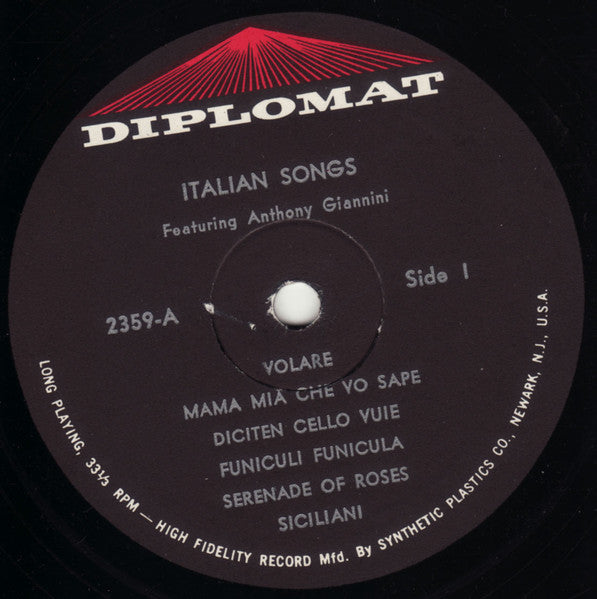 DIPLOMAT
ITALIAN SONGS
Featuring Anthony Giannini
2359-A
Side 1
VOLARE
MAMA MIA CHE VO SAPE
DICITEN CELLO VUIE
FUNICULI FUNICULA
SERENADE OF ROSES
SICILIANI
LONG PLAYING, 33⅓ RPM — HIGH FIDELITY RECORD Mfd. By SYNTHETIC PLASTICS CO., NEWARK, N.J., U.S.A.